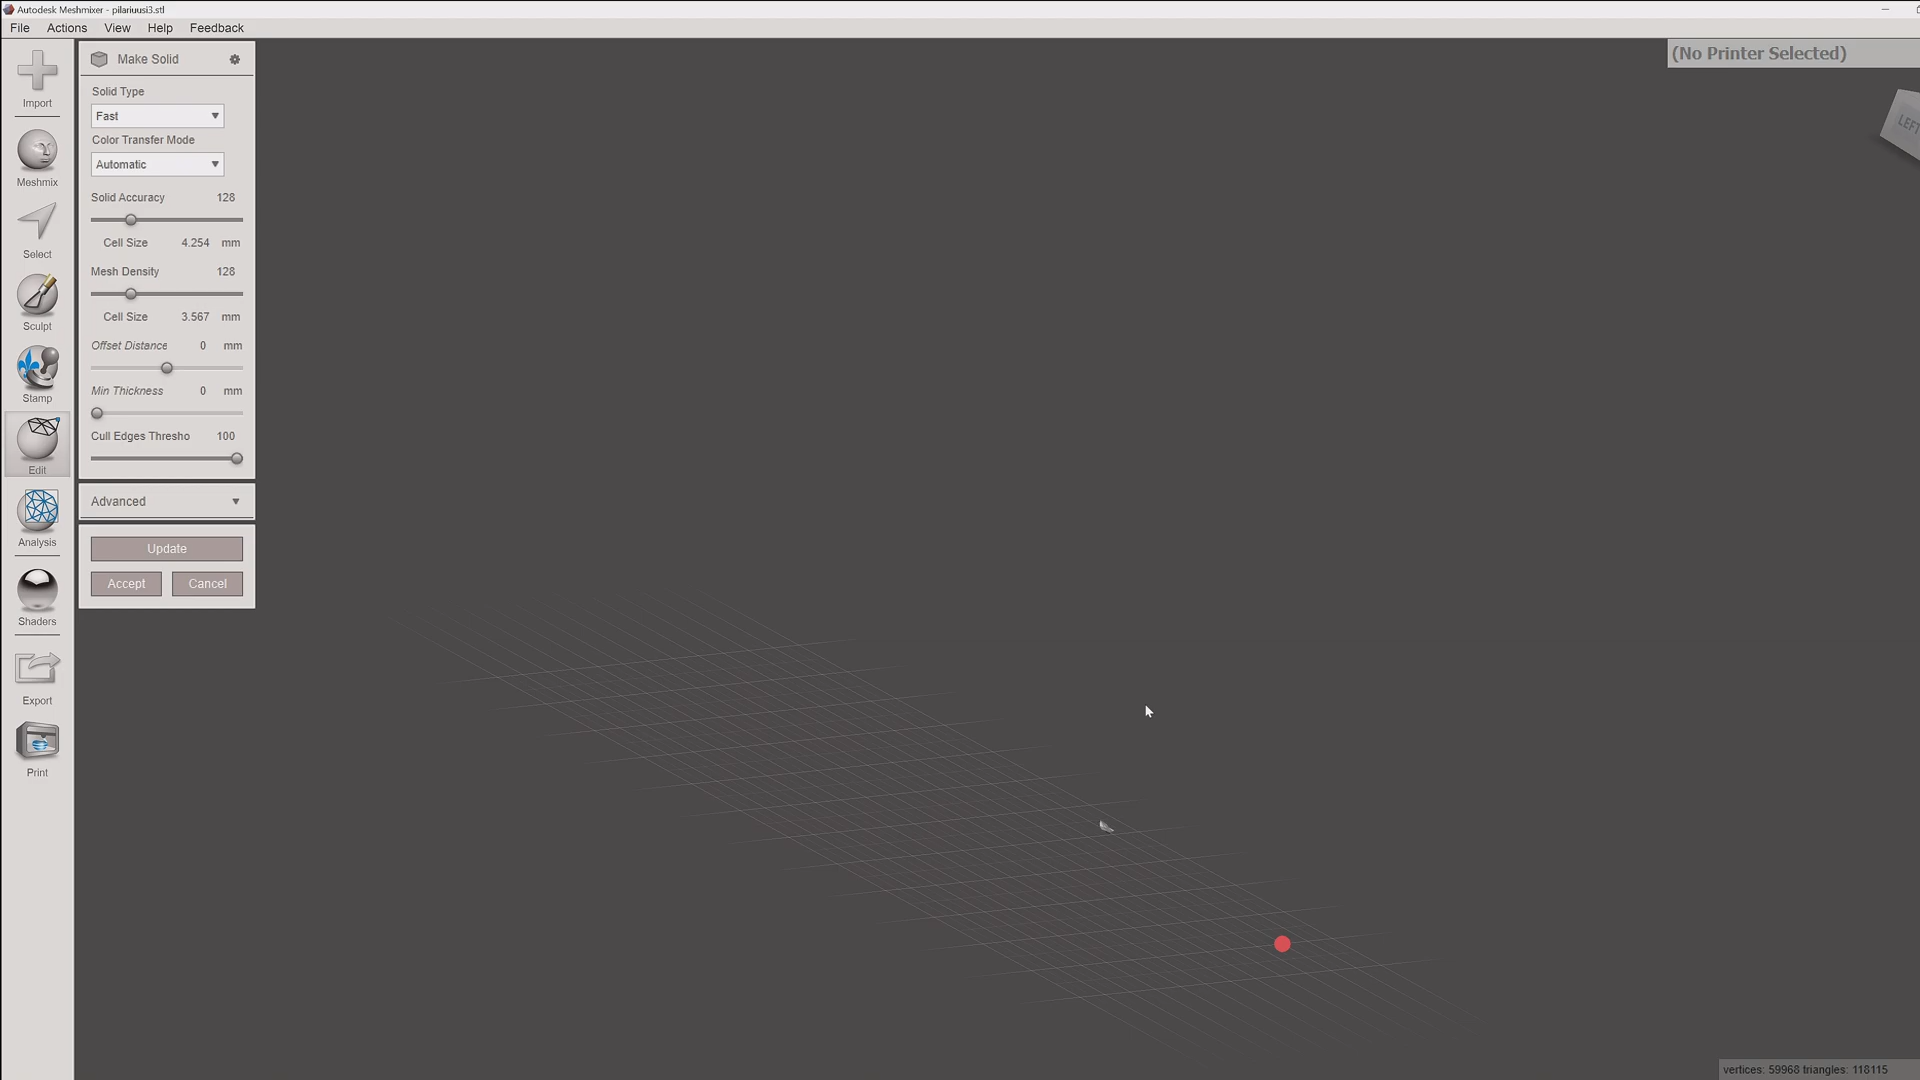 Autodesk Meshmixer - pilariuusi3.stl
File Actions View Help Feedback
(No Printer Selected)
Import
Meshmix
Select
Sculpt
Stamp
Edit
Analysis
Shaders
Export
Print
Make Solid
Solid Type
Fast
Color Transfer Mode
Automatic
Solid Accuracy 128
Cell Size 4.254 mm
Mesh Density 128
Cell Size 3.567 mm
Offset Distance 0 mm
Min Thickness 0 mm
Cull Edges Thresho 100
Advanced
Update
Accept Cancel
LEFT
vertices: 59968 triangles: 118115